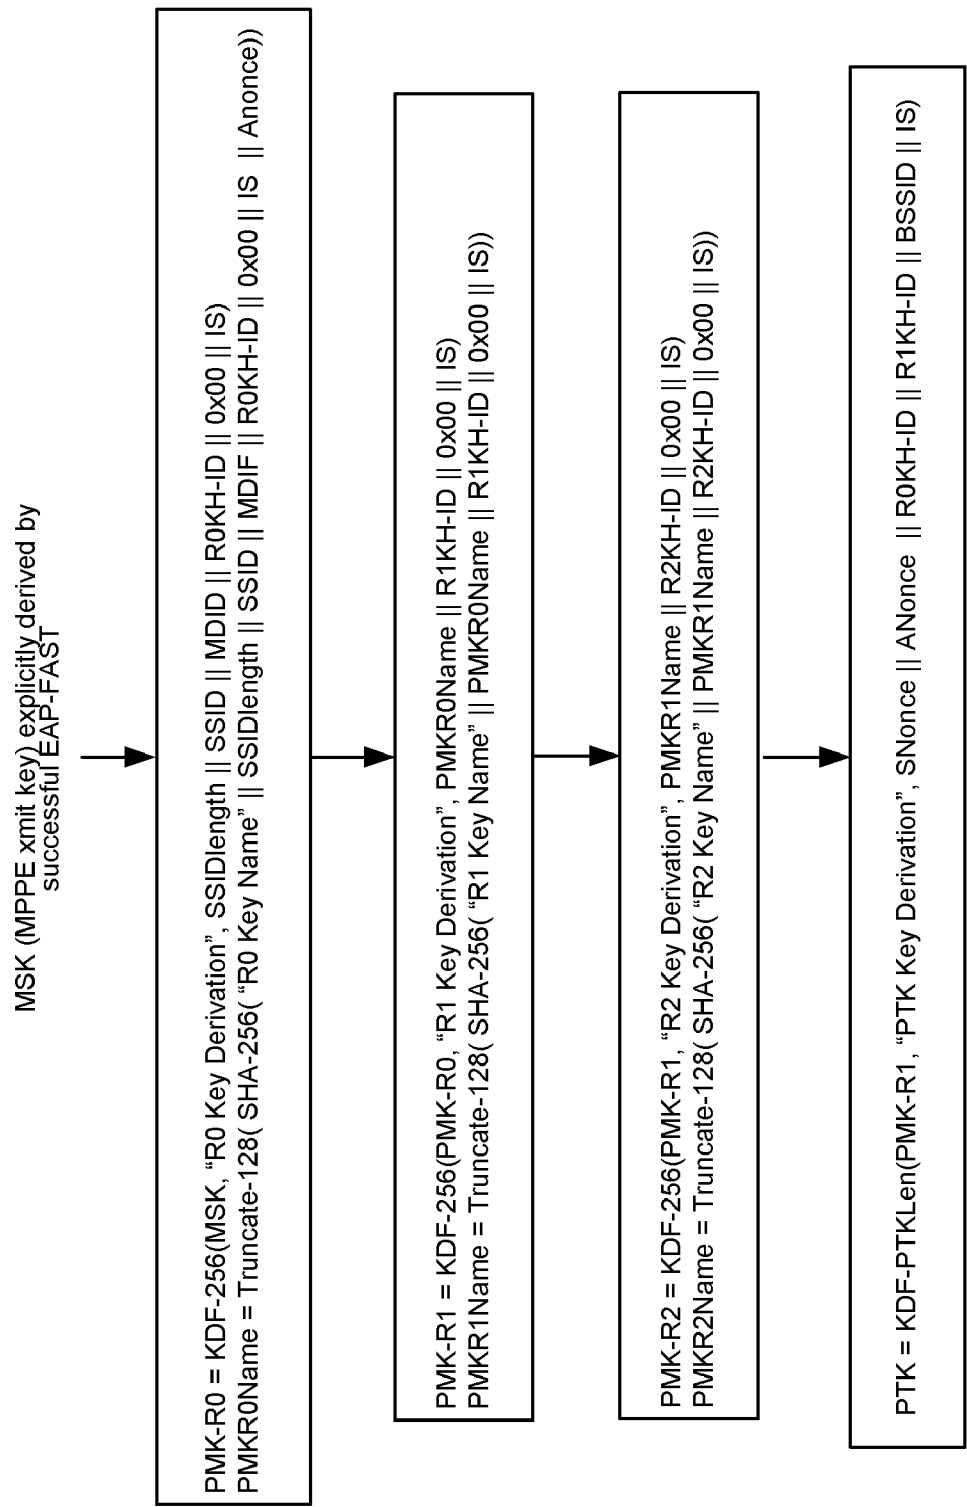 MSK (MPPE xmit key) explicitly derived by
successful EAP-FAST
PMK-R0 = KDF-256(MSK, “R0 Key Derivation”, SSIDlength || SSID || MDID || R0KH-ID || 0x00 || IS)
PMKR0Name = Truncate-128( SHA-256( “R0 Key Name” || SSIDlength || SSID || MDIF || R0KH-ID || 0x00 || IS || Anonce))
PMK-R1 = KDF-256(PMK-R0, “R1 Key Derivation”, PMKR0Name || R1KH-ID || 0x00 || IS)
PMKR1Name = Truncate-128( SHA-256( “R1 Key Name” || PMKR0Name || R1KH-ID || 0x00 || IS))
PMK-R2 = KDF-256(PMK-R1, “R2 Key Derivation”, PMKR1Name || R2KH-ID || 0x00 || IS)
PMKR2Name = Truncate-128( SHA-256( “R2 Key Name” || PMKR1Name || R2KH-ID || 0x00 || IS))
PTK = KDF-PTKLen(PMK-R1, “PTK Key Derivation”, SNonce || ANonce || R0KH-ID || R1KH-ID || BSSID || IS)